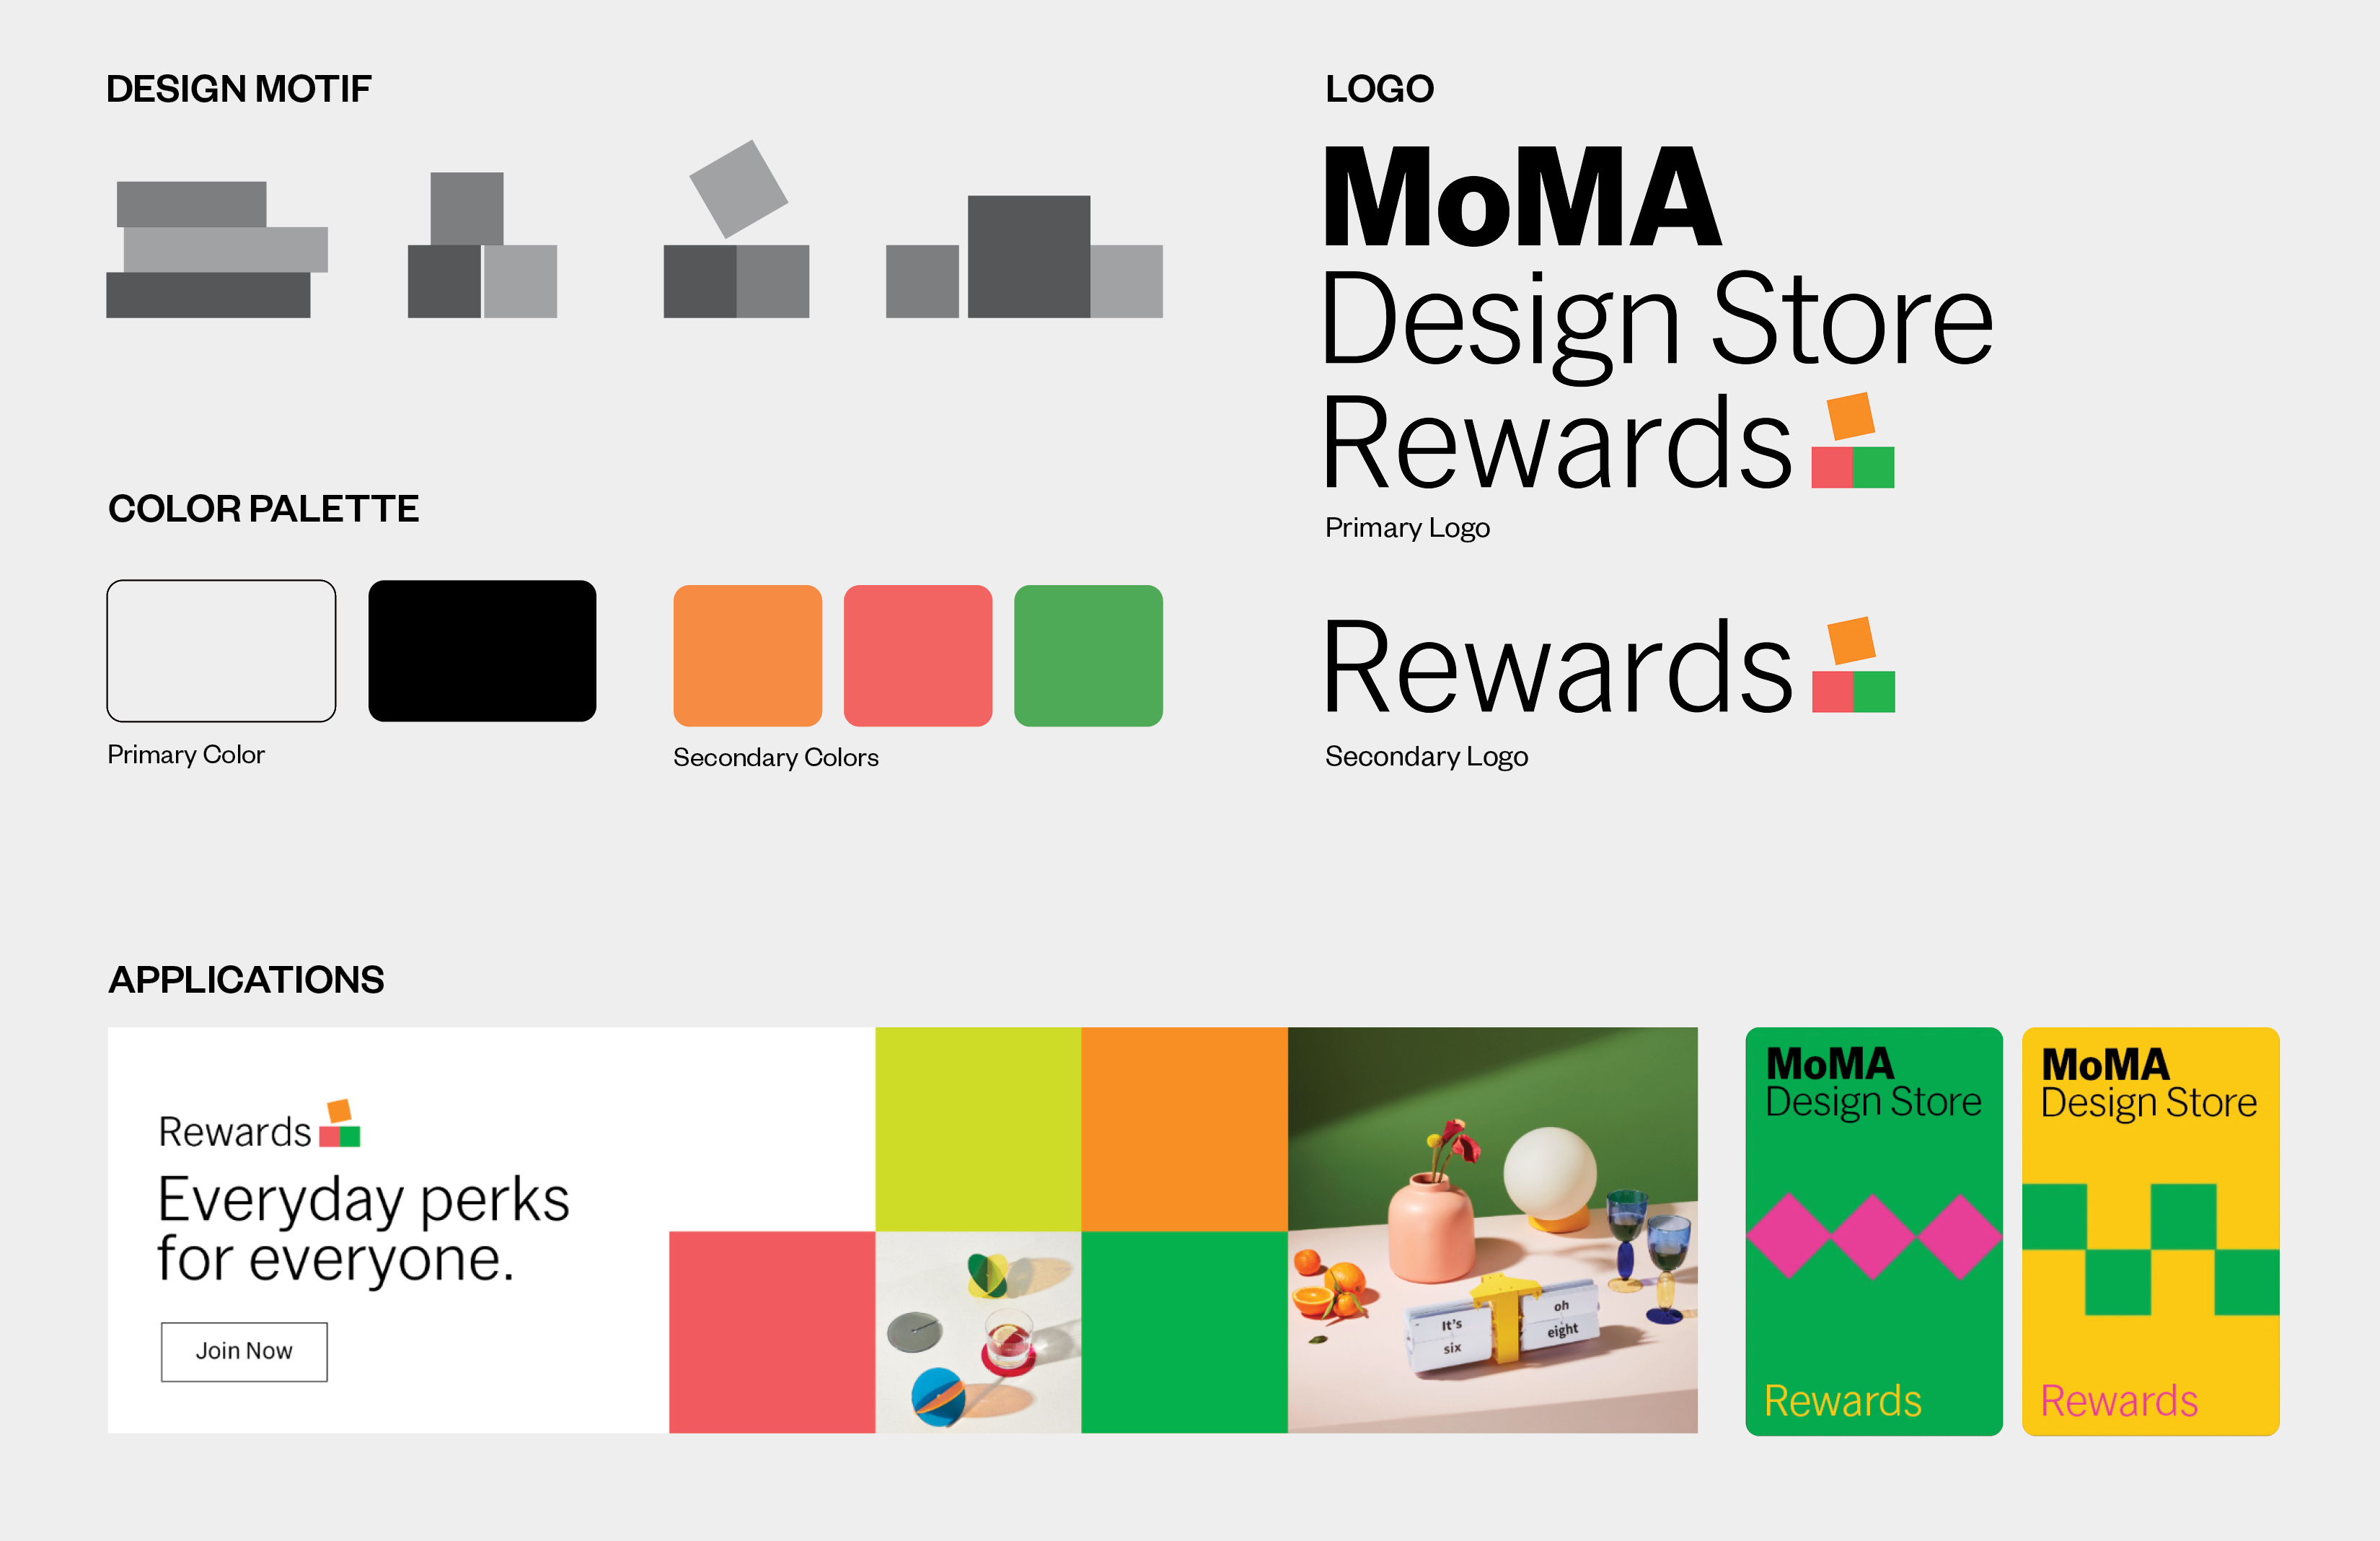 DESIGN MOTIF
LOGO
MoMA
Design Store
Rewards
Primary Logo
COLOR PALETTE
Primary Color
Secondary Colors
Rewards
Secondary Logo
APPLICATIONS
Rewards
Everyday perks
for everyone.
Join Now
It's
six
oh
eight
MoMA
Design Store
Rewards
MoMA
Design Store
Rewards